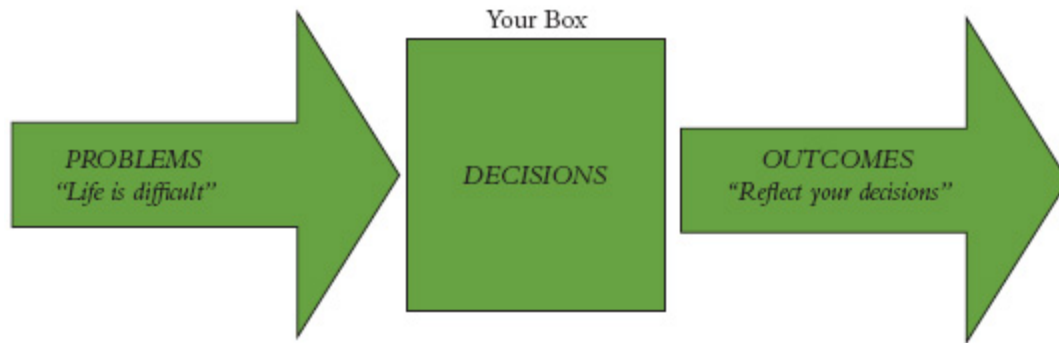 Your Box
PROBLEMS
“Life is difficult”
DECISIONS
OUTCOMES
“Reflect your decisions”